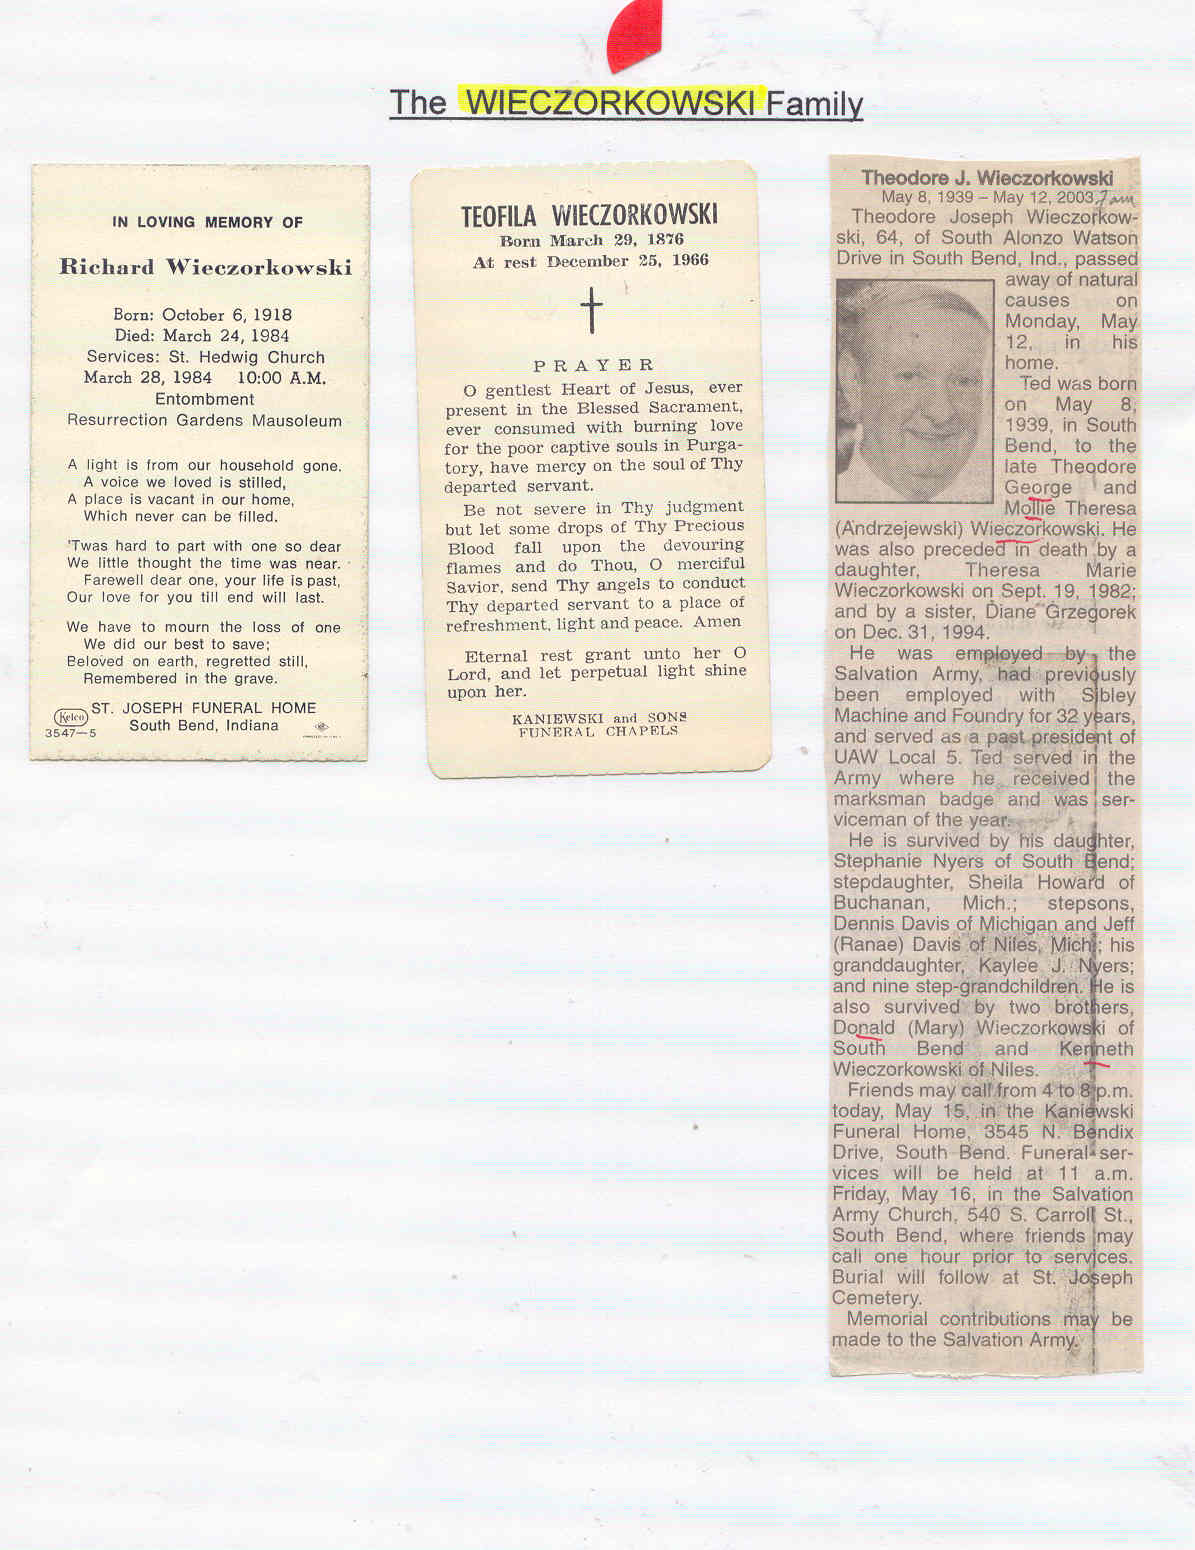 The WIECZORKOWSKI Family
IN LOVING MEMORY OF
Richard Wieczorkowski
Born: October 6, 1918
Died: March 24, 1984
Services: St. Hedwig Church
March 28, 1984 10:00 A.M.
Entombment
Resurrection Gardens Mausoleum
A light is from our household gone.
A voice we loved is stilled,
A place is vacant in our home,
Which never can be filled.
'Twas hard to part with one so dear
We little thought the time was near.
Farewell dear one, your life is past,
Our love for you till end will last.
We have to mourn the loss of one
We did our best to save;
Beloved on earth, regretted still,
Remembered in the grave.
ST. JOSEPH FUNERAL HOME
South Bend, Indiana
Kelco
3547-5
TEOFILA WIECZORKOWSKI
Born March 29, 1876
At rest December 25, 1966
PRAYER
O gentlest Heart of Jesus, ever
present in the Blessed Sacrament,
ever consumed with burning love
for the poor captive souls in Purga-
tory, have mercy on the soul of Thy
departed servant.
Be not severe in Thy judgment
but let some drops of Thy Precious
Blood fall upon the devouring
flames and do Thou, O merciful
Savior, send Thy angels to conduct
Thy departed servant to a place of
refreshment, light and peace. Amen
Eternal rest grant unto her O
Lord, and let perpetual light shine
upon her.
KANIEWSKI and SONS
FUNERAL CHAPELS
Theodore J. Wieczorkowski
May 8, 1939 – May 12, 2003 7am
Theodore Joseph Wieczorkow-
ski, 64, of South Alonzo Watson
Drive in South Bend, Ind., passed
away of natural
causes on
Monday, May
12, in his
home.
Ted was born
on May 8,
1939, in South
Bend, to the
late Theodore
George and
Mollie Theresa
(Andrzejewski) Wieczorkowski. He
was also preceded in death by a
daughter, Theresa Marie
Wieczorkowski on Sept. 19, 1982;
and by a sister, Diane Grzegorek
on Dec. 31, 1994.
He was employed by the
Salvation Army, had previously
been employed with Sibley
Machine and Foundry for 32 years,
and served as a past president of
UAW Local 5. Ted served in the
Army where he received the
marksman badge and was ser-
viceman of the year.
He is survived by his daughter,
Stephanie Nyers of South Bend;
stepdaughter, Sheila Howard of
Buchanan, Mich.; stepsons,
Dennis Davis of Michigan and Jeff
(Ranae) Davis of Niles, Mich.; his
granddaughter, Kaylee J. Nyers;
and nine step-grandchildren. He is
also survived by two brothers,
Donald (Mary) Wieczorkowski of
South Bend and Kenneth
Wieczorkowski of Niles.
Friends may call from 4 to 8 p.m.
today, May 15, in the Kaniewski
Funeral Home, 3545 N. Bendix
Drive, South Bend. Funeral ser-
vices will be held at 11 a.m.
Friday, May 16, in the Salvation
Army Church, 540 S. Carroll St.,
South Bend, where friends may
call one hour prior to services.
Burial will follow at St. Joseph
Cemetery.
Memorial contributions may be
made to the Salvation Army.